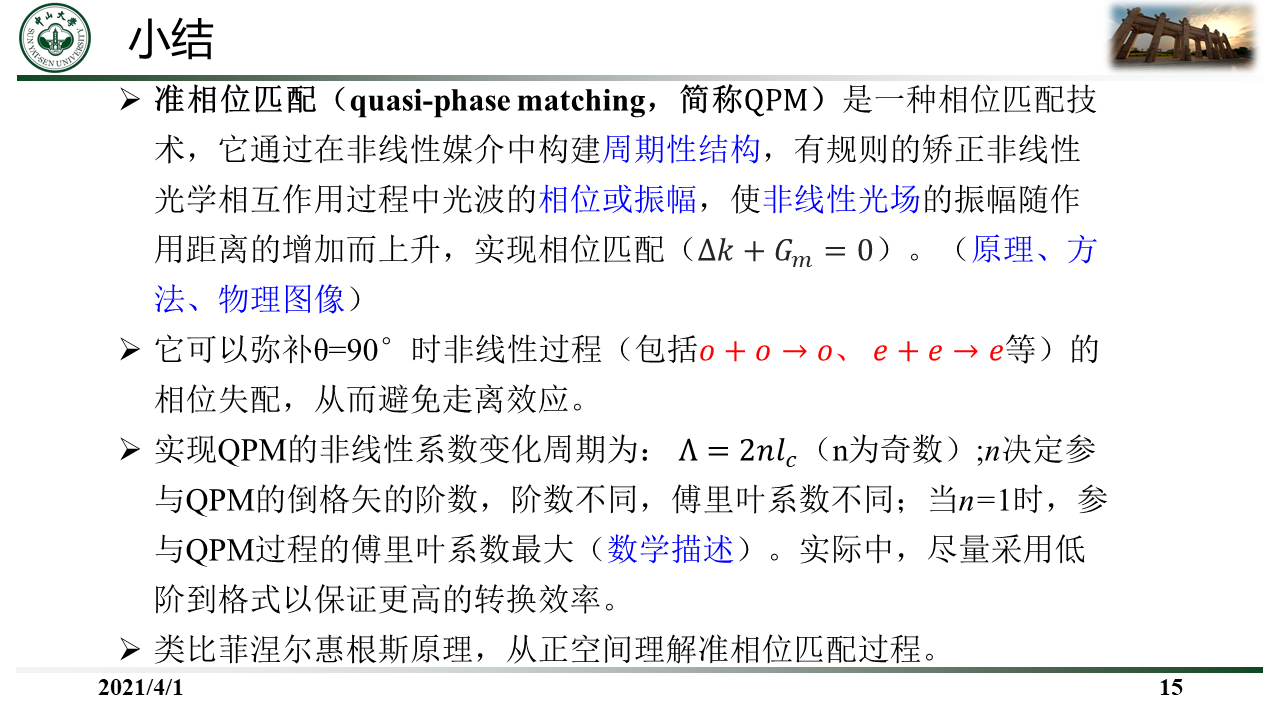 中山大学
SUN YAT-SEN UNIVERSITY
小结
➢ 准相位匹配（quasi-phase matching，简称QPM）是一种相位匹配技
术，它通过在非线性媒介中构建周期性结构，有规则的矫正非线性
光学相互作用过程中光波的相位或振幅，使非线性光场的振幅随作
用距离的增加而上升，实现相位匹配（Δk + Gₘ = 0）。（原理、方
法、物理图像）
➢ 它可以弥补θ=90°时非线性过程（包括o + o → o、 e + e → e等）的
相位失配，从而避免走离效应。
➢ 实现QPM的非线性系数变化周期为： Λ = 2nl_c（n为奇数）;n决定参
与QPM的倒格矢的阶数，阶数不同，傅里叶系数不同；当n=1时，参
与QPM过程的傅里叶系数最大（数学描述）。实际中，尽量采用低
阶到格式以保证更高的转换效率。
➢ 类比菲涅尔惠根斯原理，从正空间理解准相位匹配过程。
2021/4/1
15